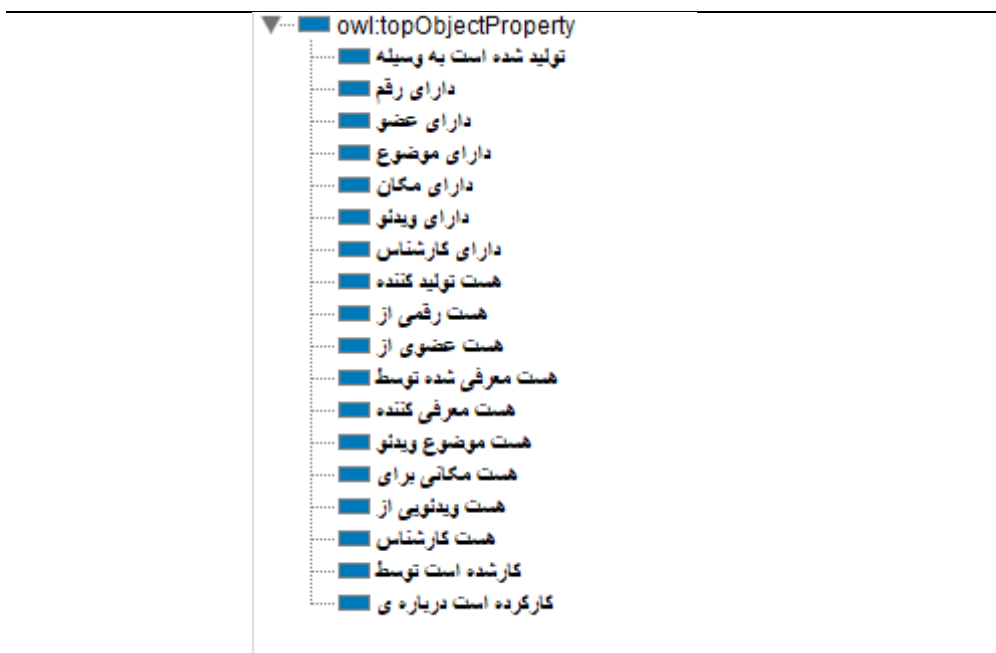 owl:topObjectProperty
تولید شده است به وسیله
دارای رقم
دارای عضو
دارای موضوع
دارای مکان
دارای ویدئو
دارای کارشناس
هست تولید کننده
هست رقمی از
هست عضوی از
هست معرفی شده توسط
هست معرفی کننده
هست موضوع ویدئو
هست مکانی برای
هست ویدئویی از
هست کارشناس
کارشده است توسط
کارکرده است درباره ی